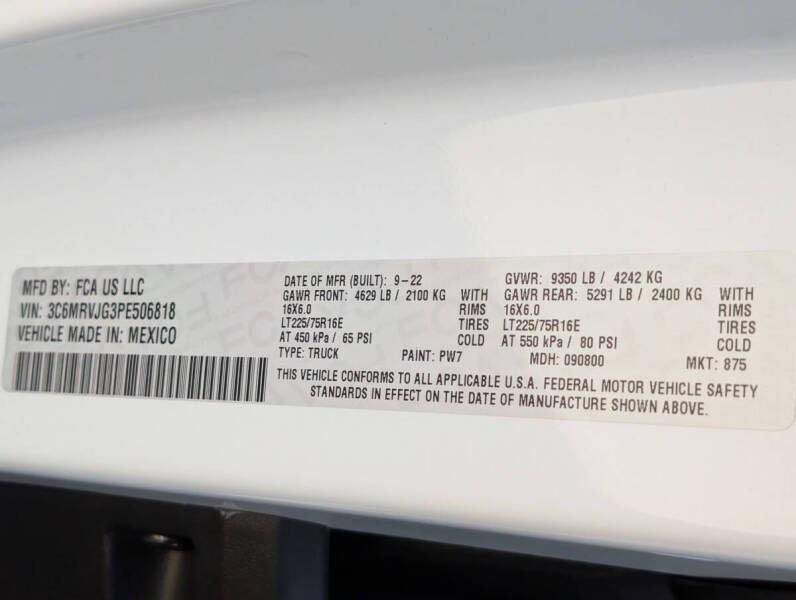 MFD BY: FCA US LLC
VIN: 3C6MRVJG3PE506818
VEHICLE MADE IN: MEXICO
DATE OF MFR (BUILT): 9-22
GAWR FRONT: 4629 LB / 2100 KG WITH
16X6.0 RIMS
LT225/75R16E TIRES
AT 450 kPa / 65 PSI COLD
TYPE: TRUCK PAINT: PW7
GVWR: 9350 LB / 4242 KG
GAWR REAR: 5291 LB / 2400 KG WITH
16X6.0 RIMS
LT225/75R16E TIRES
AT 550 kPa / 80 PSI COLD
MDH: 090800 MKT: 875
THIS VEHICLE CONFORMS TO ALL APPLICABLE U.S.A. FEDERAL MOTOR VEHICLE SAFETY
STANDARDS IN EFFECT ON THE DATE OF MANUFACTURE SHOWN ABOVE.